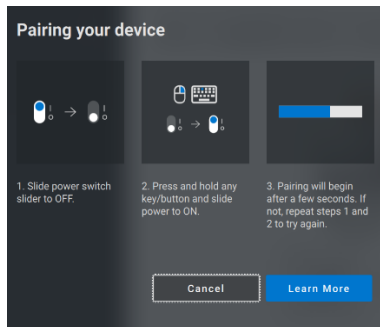 Pairing your device
1. Slide power switch
slider to OFF.
2. Press and hold any
key/button and slide
power to ON.
3. Pairing will begin
after a few seconds. If
not, repeat steps 1 and
2 to try again.
Cancel
Learn More